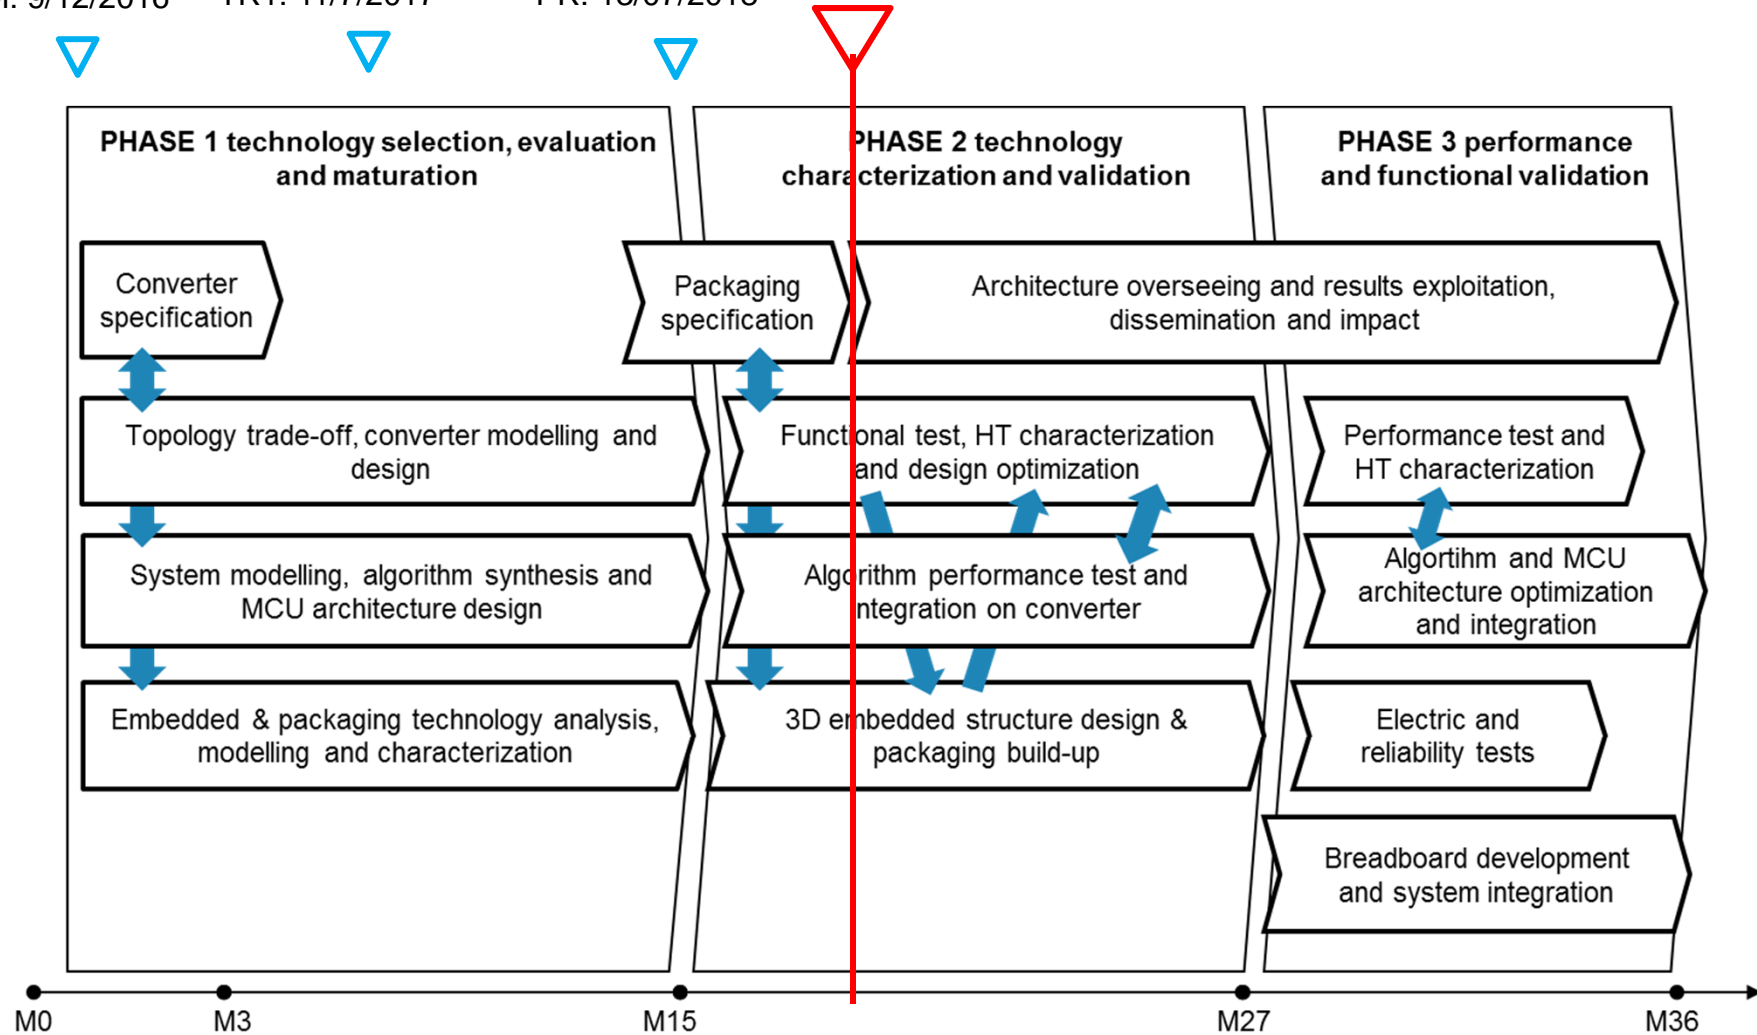 9/12/2016
PHASE 1 technology selection, evaluation
and maturation
PHASE 2 technology
characterization and validation
PHASE 3 performance
and functional validation
Converter
specification
Packaging
specification
Architecture overseeing and results exploitation,
dissemination and impact
Topology trade-off, converter modelling and
design
Functional test, HT characterization
and design optimization
Performance test and
HT characterization
System modelling, algorithm synthesis and
MCU architecture design
Algorithm performance test and
integration on converter
Algortihm and MCU
architecture optimization
and integration
Embedded & packaging technology analysis,
modelling and characterization
3D embedded structure design &
packaging build-up
Electric and
reliability tests
Breadboard development
and system integration
M0
M3
M15
M27
M36